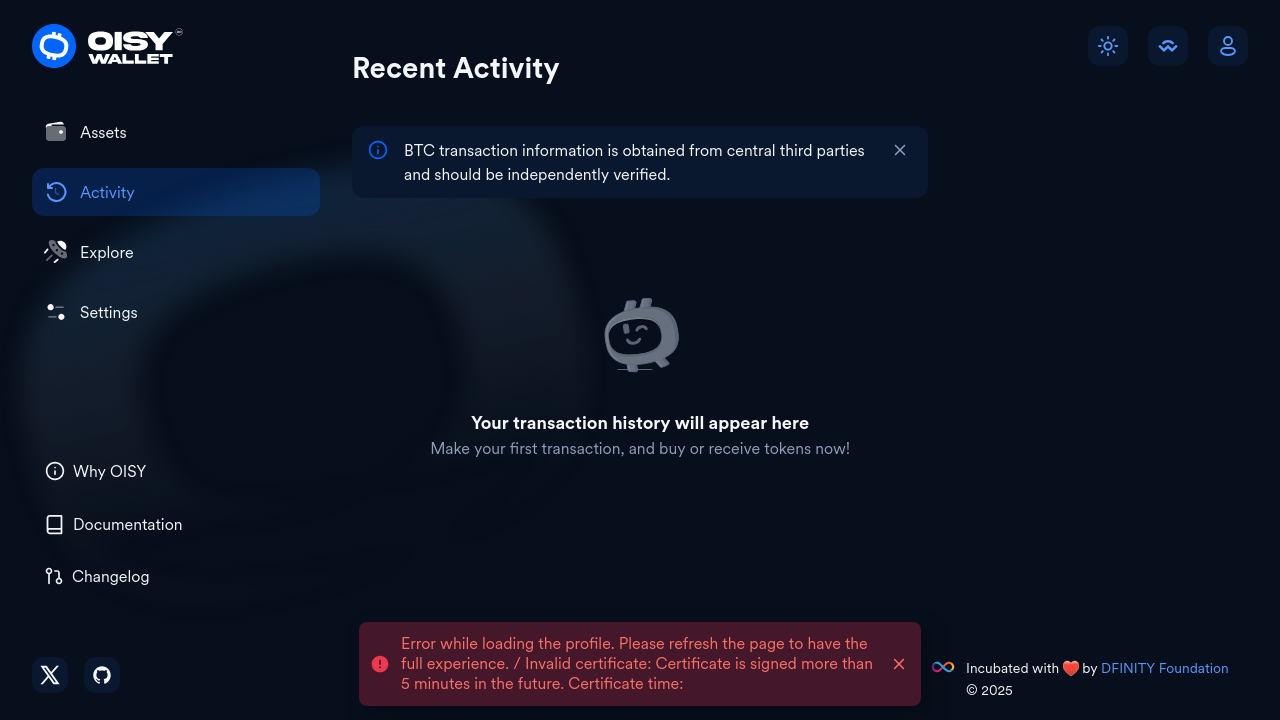 OISY
WALLET
Recent Activity
Assets
Activity
Explore
Settings
BTC transaction information is obtained from central third parties
and should be independently verified.
Your transaction history will appear here
Make your first transaction, and buy or receive tokens now!
Why OISY
Documentation
Changelog
Error while loading the profile. Please refresh the page to have the
full experience. / Invalid certificate: Certificate is signed more than
5 minutes in the future. Certificate time:
Incubated with ❤️ by DFINITY Foundation
© 2025